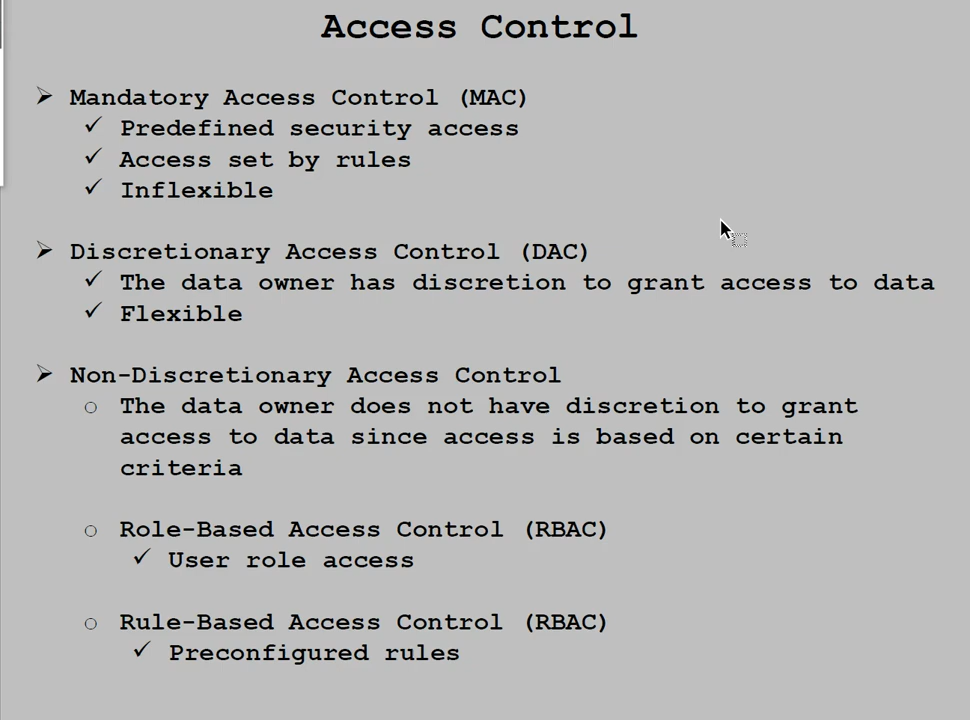 Access Control
Mandatory Access Control (MAC)
Predefined security access
Access set by rules
Inflexible
Discretionary Access Control (DAC)
The data owner has discretion to grant access to data
Flexible
Non-Discretionary Access Control
The data owner does not have discretion to grant
access to data since access is based on certain
criteria
Role-Based Access Control (RBAC)
User role access
Rule-Based Access Control (RBAC)
Preconfigured rules